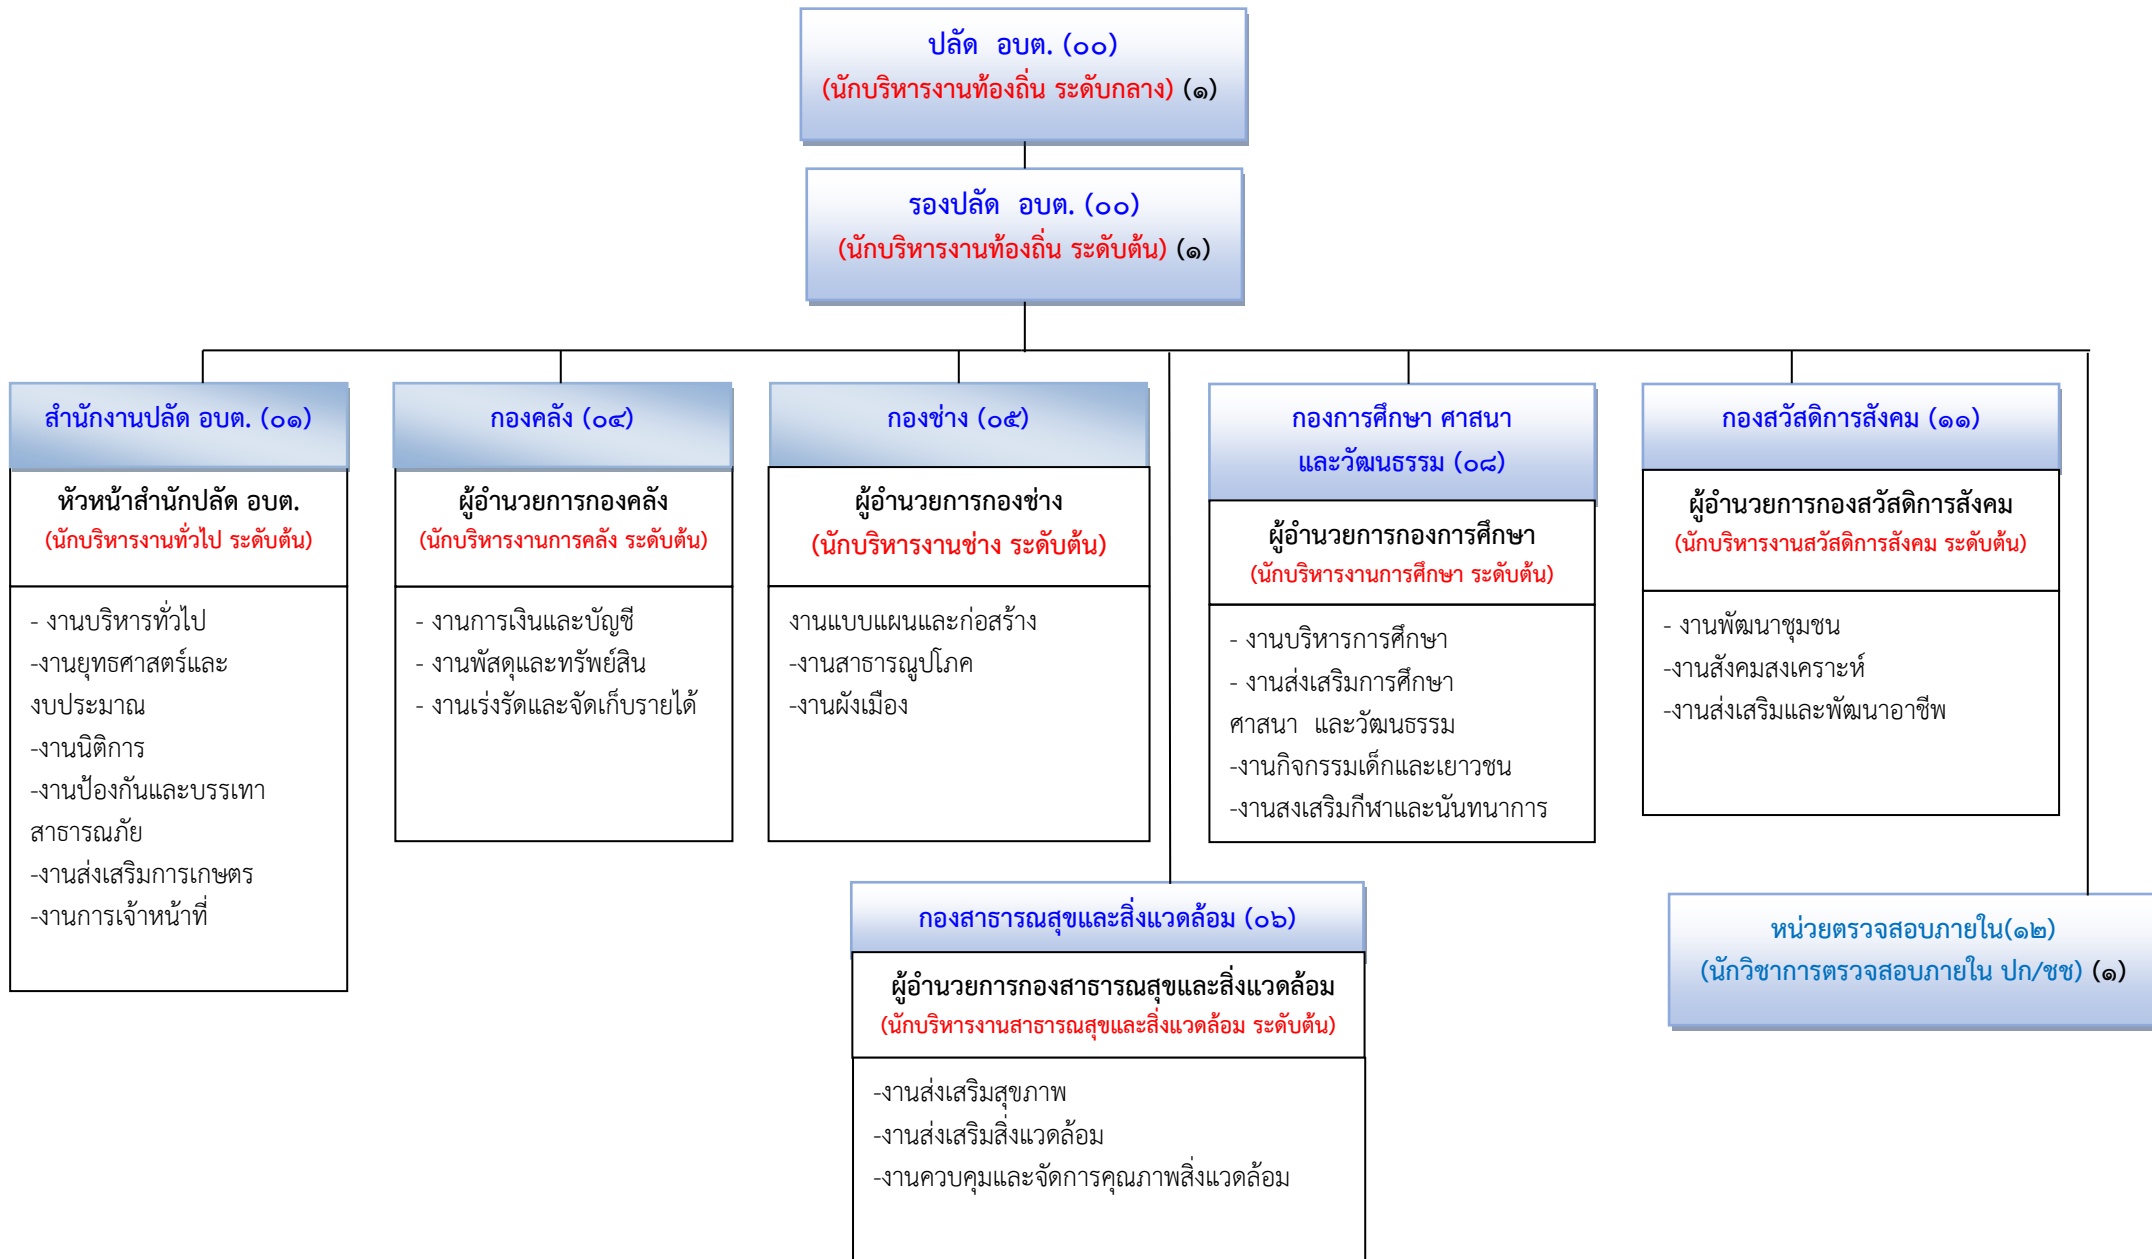 ปลัด  อบต. (๐๐)
(นักบริหารงานท้องถิ่น ระดับกลาง) (๑)
รองปลัด  อบต. (๐๐)
(นักบริหารงานท้องถิ่น ระดับต้น) (๑)
สำนักงานปลัด อบต. (๐๑)
หัวหน้าสำนักปลัด อบต.
(นักบริหารงานทั่วไป ระดับต้น)
- งานบริหารทั่วไป
-งานยุทธศาสตร์และ
งบประมาณ
-งานนิติการ
-งานป้องกันและบรรเทา
สาธารณภัย
-งานส่งเสริมการเกษตร
-งานการเจ้าหน้าที่
กองคลัง (๐๔)
ผู้อำนวยการกองคลัง
(นักบริหารงานการคลัง ระดับต้น)
- งานการเงินและบัญชี
- งานพัสดุและทรัพย์สิน
- งานเร่งรัดและจัดเก็บรายได้
กองช่าง (๐๕)
ผู้อำนวยการกองช่าง
(นักบริหารงานช่าง ระดับต้น)
งานแบบแผนและก่อสร้าง
-งานสาธารณูปโภค
-งานผังเมือง
กองการศึกษา ศาสนา
และวัฒนธรรม (๐๘)
ผู้อำนวยการกองการศึกษา
(นักบริหารงานการศึกษา ระดับต้น)
- งานบริหารการศึกษา
- งานส่งเสริมการศึกษา
ศาสนา  และวัฒนธรรม
-งานกิจกรรมเด็กและเยาวชน
-งานสงเสริมกีฬาและนันทนาการ
กองสวัสดิการสังคม (๑๑)
ผู้อำนวยการกองสวัสดิการสังคม
(นักบริหารงานสวัสดิการสังคม ระดับต้น)
- งานพัฒนาชุมชน
-งานสังคมสงเคราะห์
-งานส่งเสริมและพัฒนาอาชีพ
กองสาธารณสุขและสิ่งแวดล้อม (๐๖)
ผู้อำนวยการกองสาธารณสุขและสิ่งแวดล้อม
(นักบริหารงานสาธารณสุขและสิ่งแวดล้อม ระดับต้น)
-งานส่งเสริมสุขภาพ
-งานส่งเสริมสิ่งแวดล้อม
-งานควบคุมและจัดการคุณภาพสิ่งแวดล้อม
หน่วยตรวจสอบภายใน(๑๒)
(นักวิชาการตรวจสอบภายใน ปก/ชช) (๑)